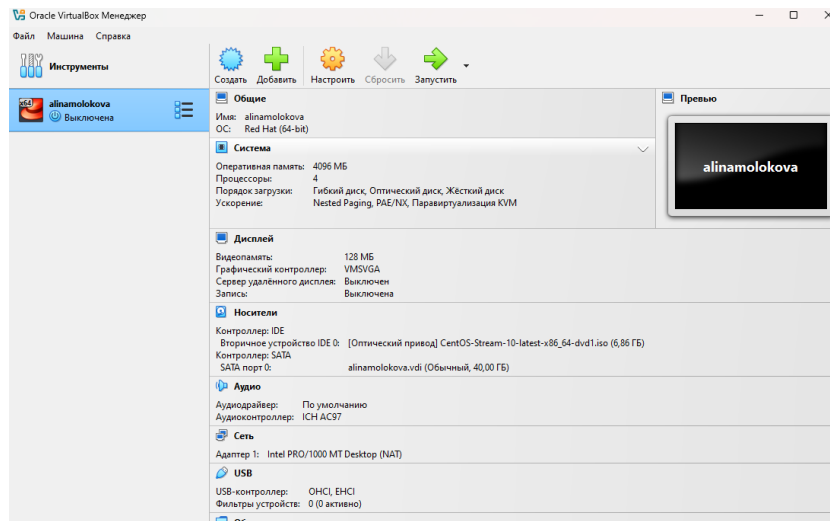 Oracle VirtualBox Менеджер
Файл Машина Справка
Инструменты
Создать Добавить Настроить Сбросить Запустить
x64
alinamolokova
Выключена
Общие
Имя: alinamolokova
ОС: Red Hat (64-bit)
Система
Оперативная память: 4096 МБ
Процессоры: 4
Порядок загрузки: Гибкий диск, Оптический диск, Жёсткий диск
Ускорение: Nested Paging, PAE/NX, Паравиртуализация KVM
Превью
alinamolokova
Дисплей
Видеопамять: 128 МБ
Графический контроллер: VMSVGA
Сервер удалённого дисплея: Выключен
Запись: Выключена
Носители
Контроллер: IDE
Вторичное устройство IDE 0: [Оптический привод] CentOS-Stream-10-latest-x86_64-dvd1.iso (6,86 ГБ)
Контроллер: SATA
SATA порт 0: alinamolokova.vdi (Обычный, 40,00 ГБ)
Аудио
Аудиодрайвер: По умолчанию
Аудиоконтроллер: ICH AC97
Сеть
Адаптер 1: Intel PRO/1000 MT Desktop (NAT)
USB
USB-контроллер: OHCI, EHCI
Фильтры устройств: 0 (0 активно)